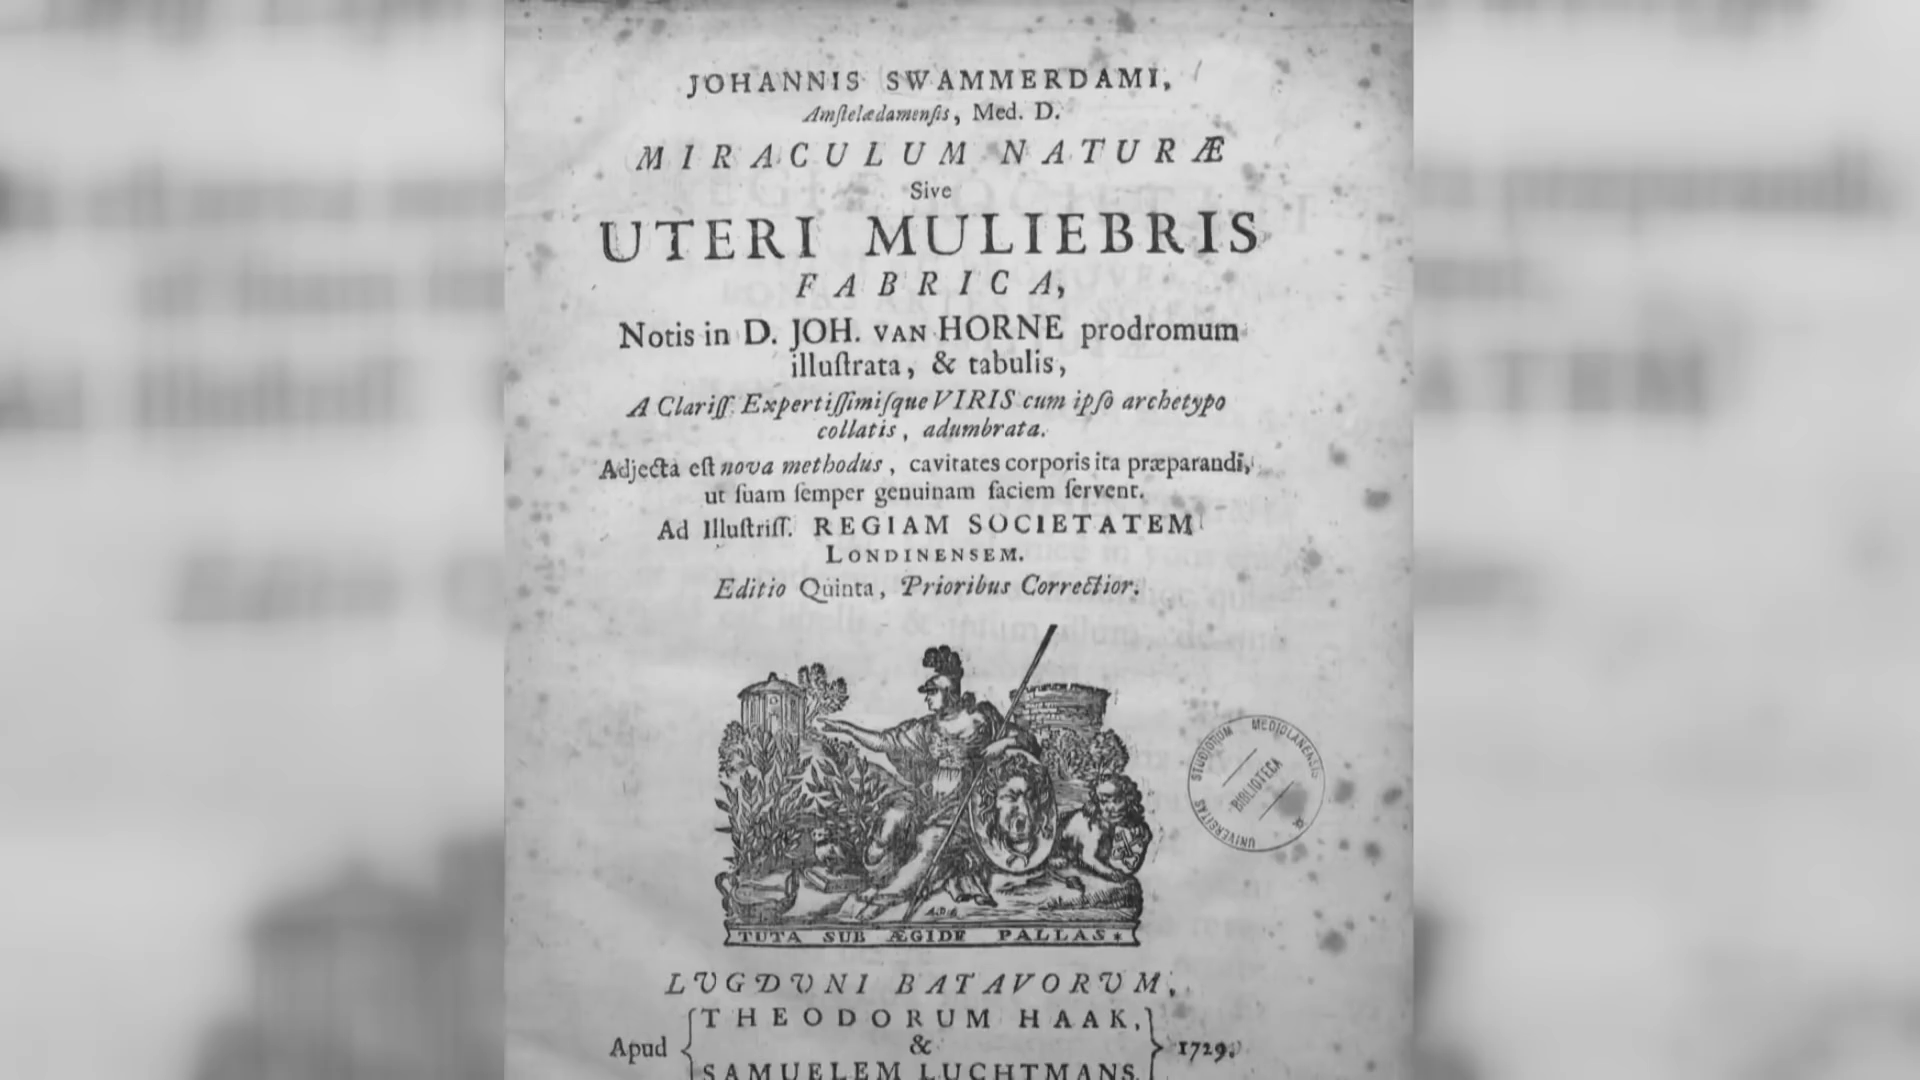 JOHANNIS SWAMMERDAMI,
Amſtelædamenſis, Med. D.
MIRACULUM NATURÆ
Sive
UTERI MULIEBRIS
FABRICA,
Notis in D. JOH. VAN HORNE prodromum
illuſtrata, & tabulis,
A Clariſſ. Expertiſſimiſque VIRIS cum ipſo archetypo
collatis, adumbrata.
Adjecta eſt nova methodus, cavitates corporis ita præparandi,
ut ſuam ſemper genuinam faciem ſervent.
Ad Illuſtriſſ. REGIAM SOCIETATEM
LONDINENSEM.
Editio Quinta, Prioribus Correctior.
UNIVERSITAS STUDIORUM MEDIOLANENSIS
BIBLIOTECA
TUTA SUB ÆGIDE PALLAS
LUGDUNI BATAVORUM,
THEODORUM HAAK,
Apud & 1729.
SAMUELEM LUCHTMANS